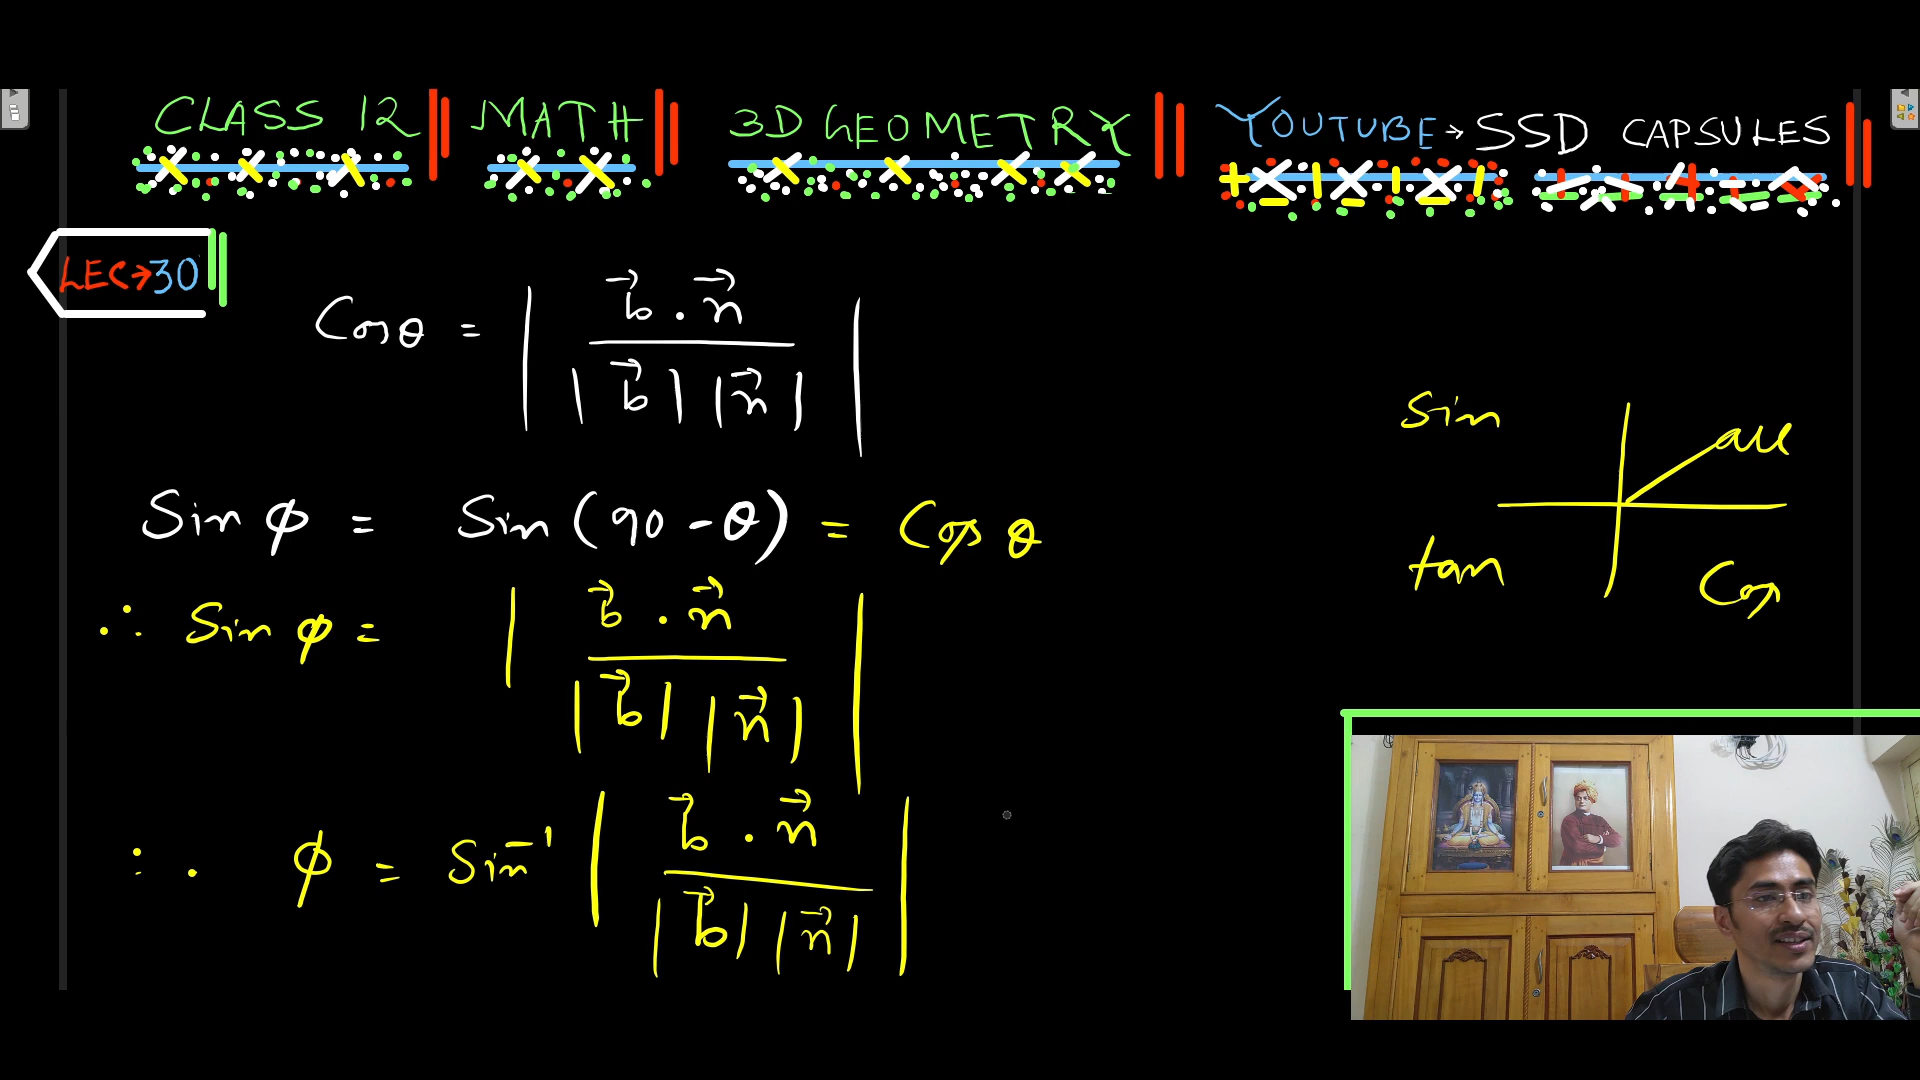 CLASS 12 || MATH || 3D GEOMETRY || YOUTUBE → SSD CAPSULES ||
LEC→30
Cosθ = | b⃗ . n⃗ / |b⃗| |n⃗| |
Sin ϕ = Sin (90 - θ) = Cos θ
∴ Sin ϕ = | b⃗ . n⃗ / |b⃗| |n⃗| |
∴ ϕ = Sin⁻¹ | b⃗ . n⃗ / |b⃗| |n⃗| |
Sin
all
tan
Cos